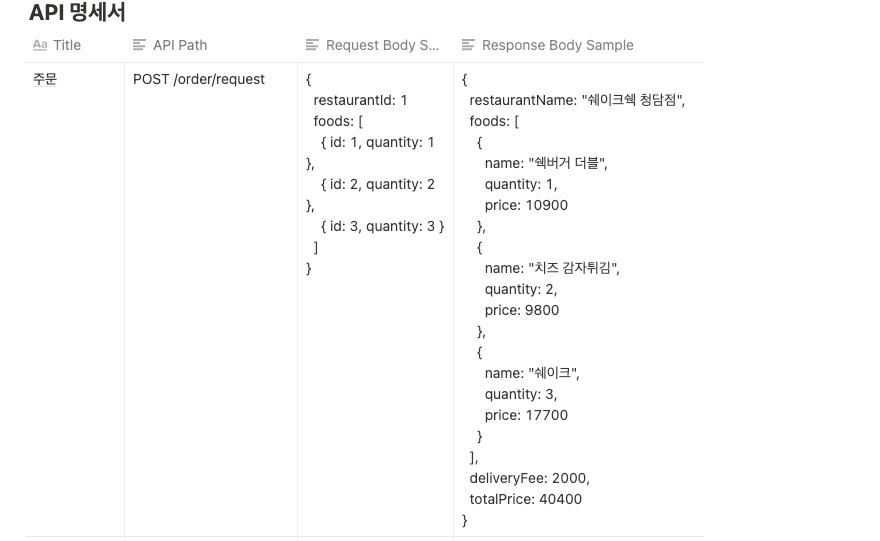 API 명세서
Aa Title
API Path
Request Body S...
Response Body Sample
주문
POST /order/request
{
restaurantId: 1
foods: [
{ id: 1, quantity: 1
},
{ id: 2, quantity: 2
},
{ id: 3, quantity: 3 }
]
}
{
restaurantName: "쉐이크쉑 청담점",
foods: [
{
name: "쉑버거 더블",
quantity: 1,
price: 10900
},
{
name: "치즈 감자튀김",
quantity: 2,
price: 9800
},
{
name: "쉐이크",
quantity: 3,
price: 17700
}
],
deliveryFee: 2000,
totalPrice: 40400
}